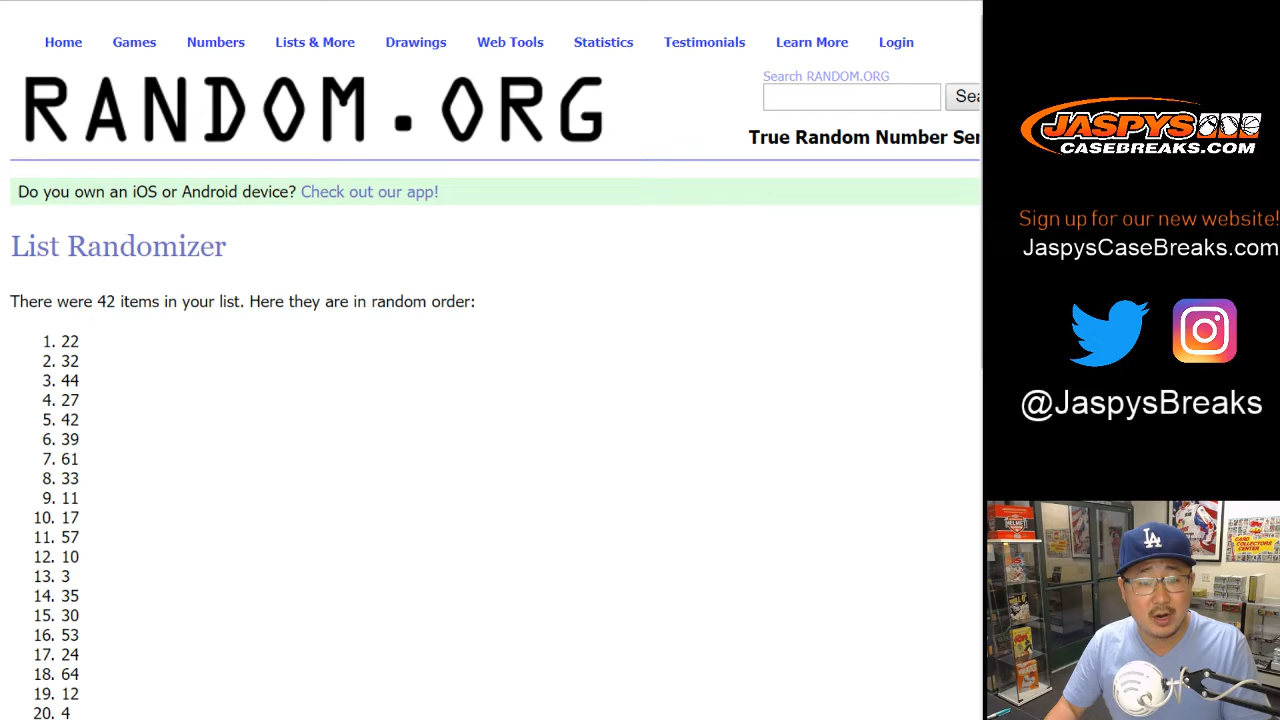 Home Games Numbers Lists & More Drawings Web Tools Statistics Testimonials Learn More Login
RANDOM.ORG
Search RANDOM.ORG
Sea
True Random Number Ser
Do you own an iOS or Android device? Check out our app!
List Randomizer
There were 42 items in your list. Here they are in random order:
1. 22
2. 32
3. 44
4. 27
5. 42
6. 39
7. 61
8. 33
9. 11
10. 17
11. 57
12. 10
13. 3
14. 35
15. 30
16. 53
17. 24
18. 64
19. 12
20. 4
JASPYS
CASEBREAKS.COM
Sign up for our new website!
JaspysCaseBreaks.com
@JaspysBreaks
HELMET
LA
CARD
COLLECTORS
CENTER